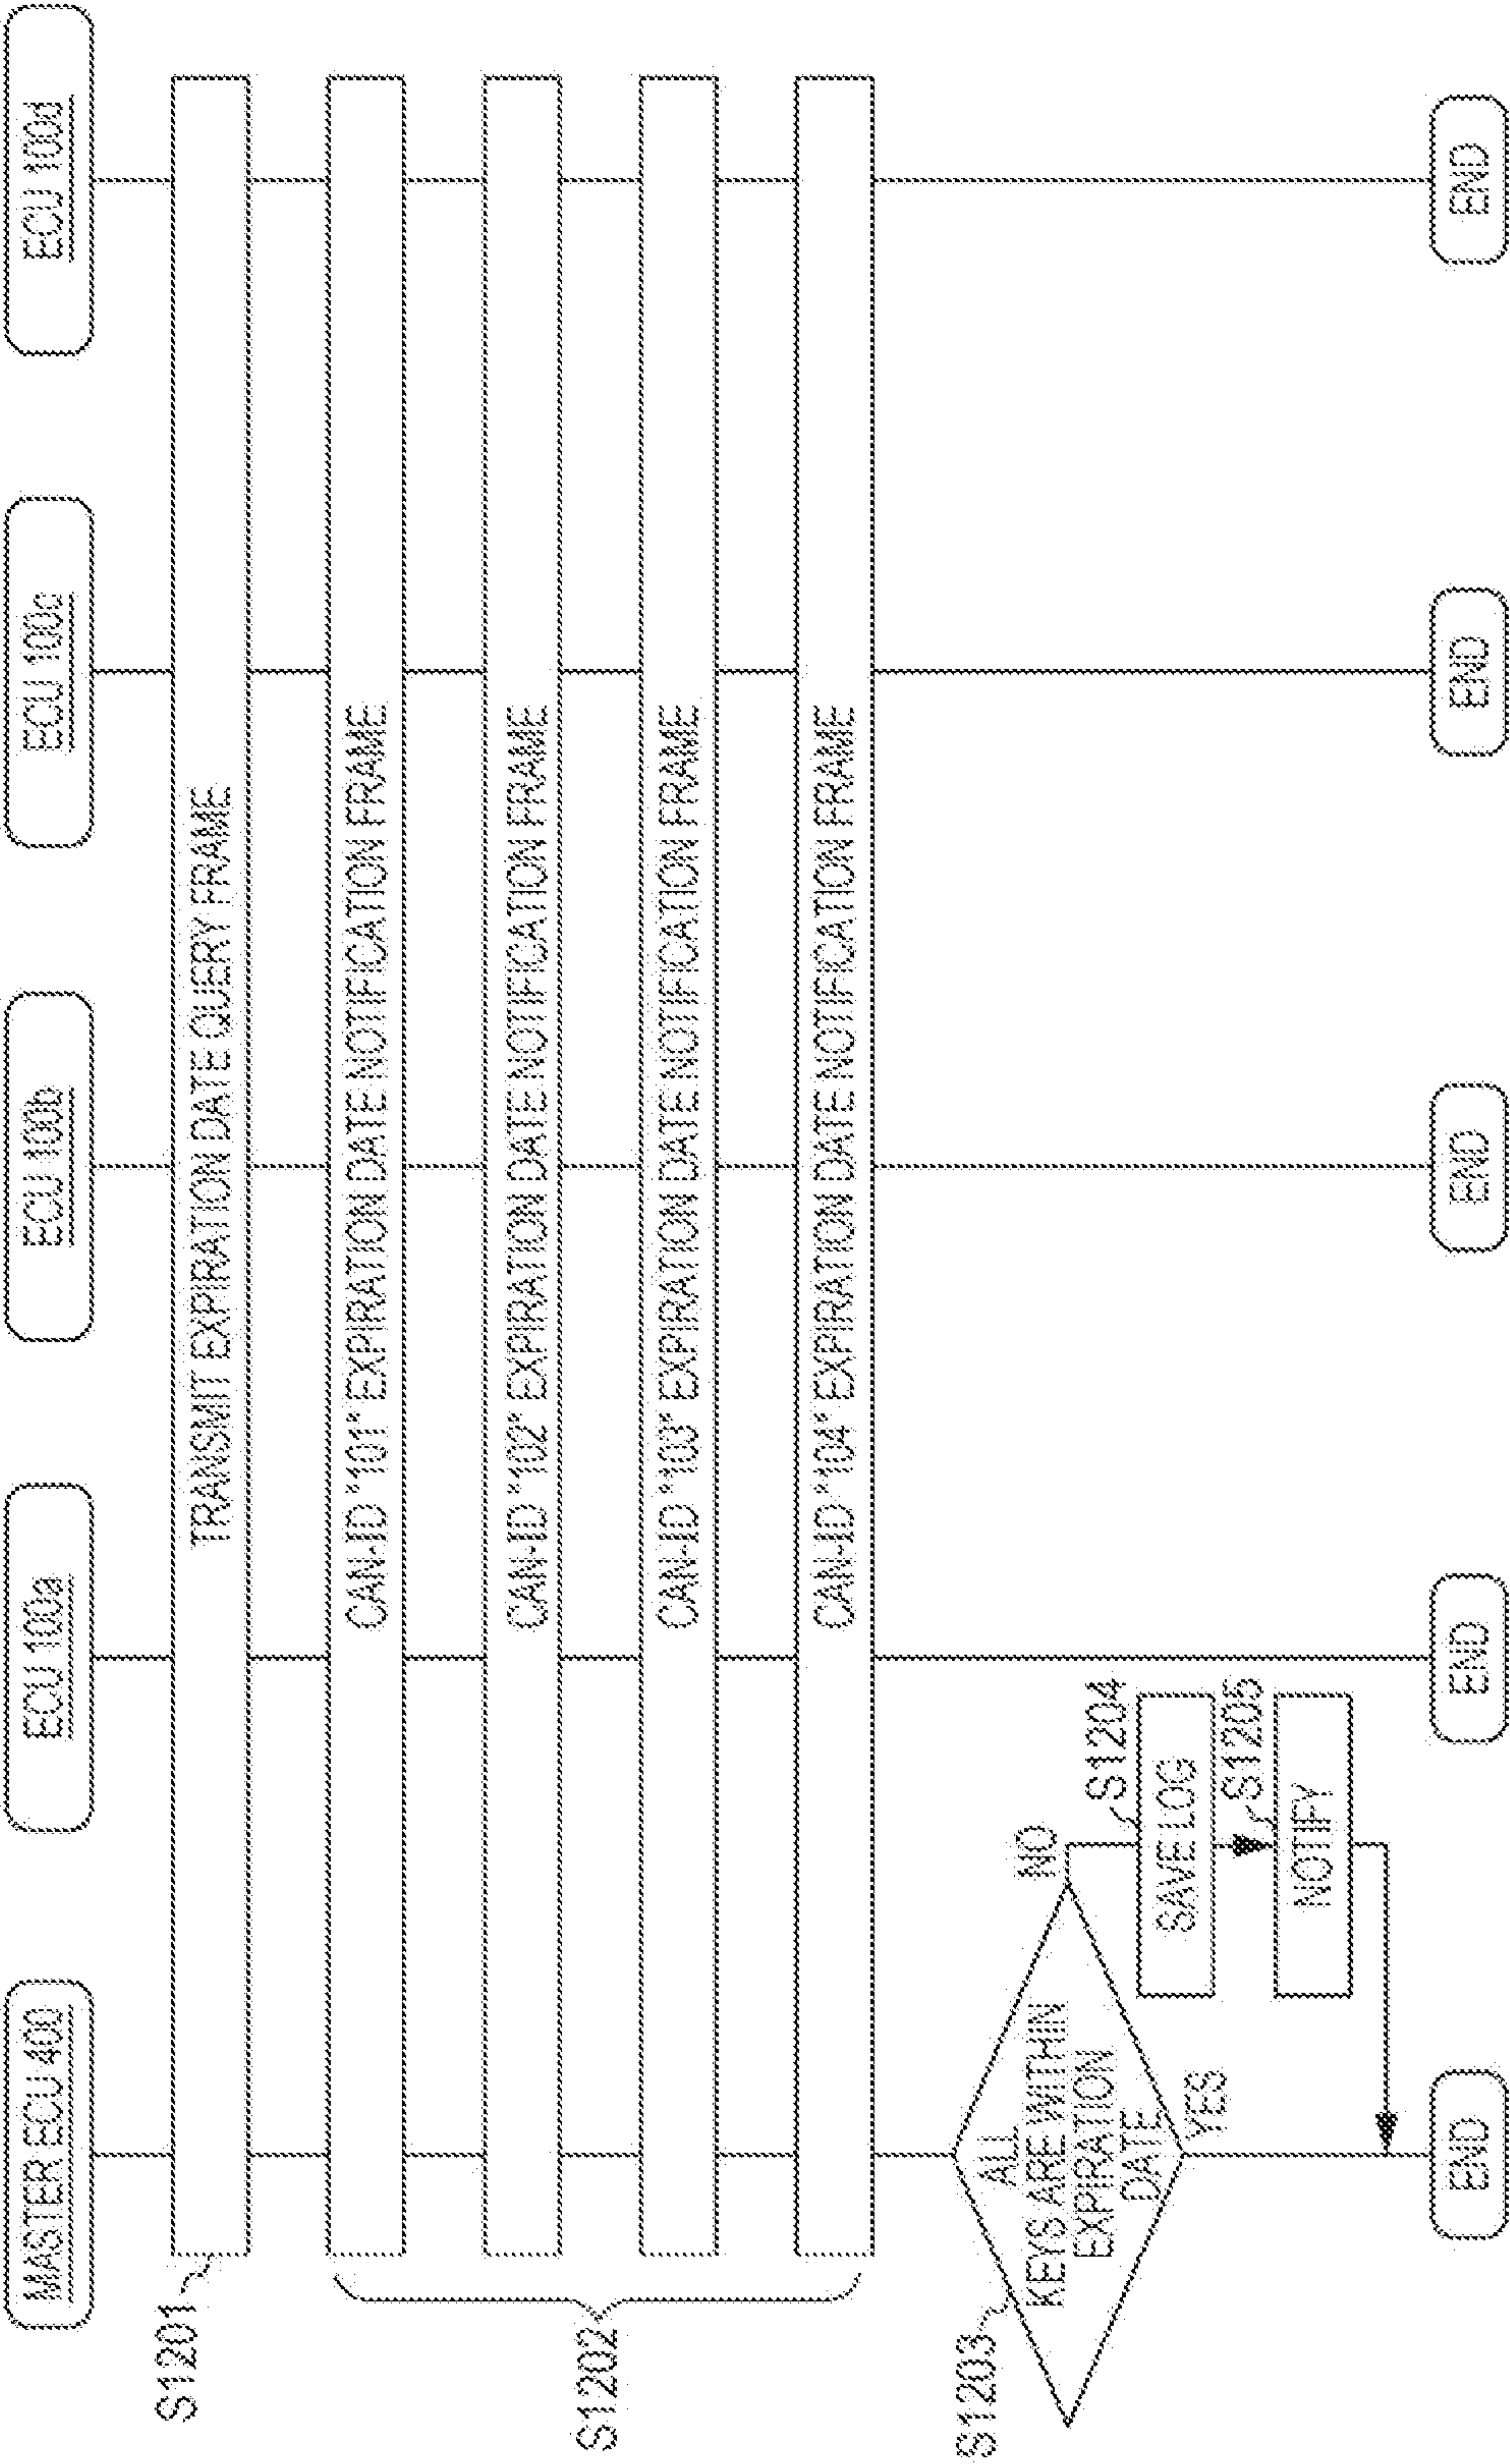 MASTER ECU 400
ECU 100a
ECU 100b
ECU 100c
ECU 100d
S1201
TRANSMIT EXPIRATION DATE QUERY FRAME
S1202
CAN-ID "101" EXPIRATION DATE NOTIFICATION FRAME
CAN-ID "102" EXPIRATION DATE NOTIFICATION FRAME
CAN-ID "103" EXPIRATION DATE NOTIFICATION FRAME
CAN-ID "104" EXPIRATION DATE NOTIFICATION FRAME
S1203
ALL
KEYS ARE WITHIN
EXPIRATION
DATE
NO
YES
S1204
SAVE LOG
S1205
NOTIFY
END
END
END
END
END